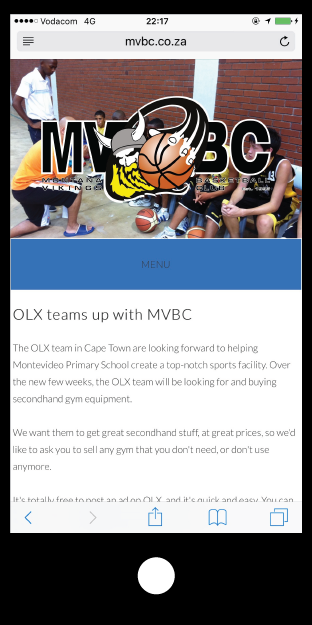 Vodacom 4G 22:17
mvbc.co.za
MVBC
VIKINGS CLUB
MENU
OLX teams up with MVBC
The OLX team in Cape Town are looking forward to helping
Montevideo Primary School create a top-notch sports facility. Over
the new few weeks, the OLX team will be looking for and buying
secondhand gym equipment.
We want them to get great secondhand stuff, at great prices, so we'd
like to ask you to sell any gym that you don't need, or don't use
anymore.
It's totally free to post an ad on OLX, and it's quick and easy. You can